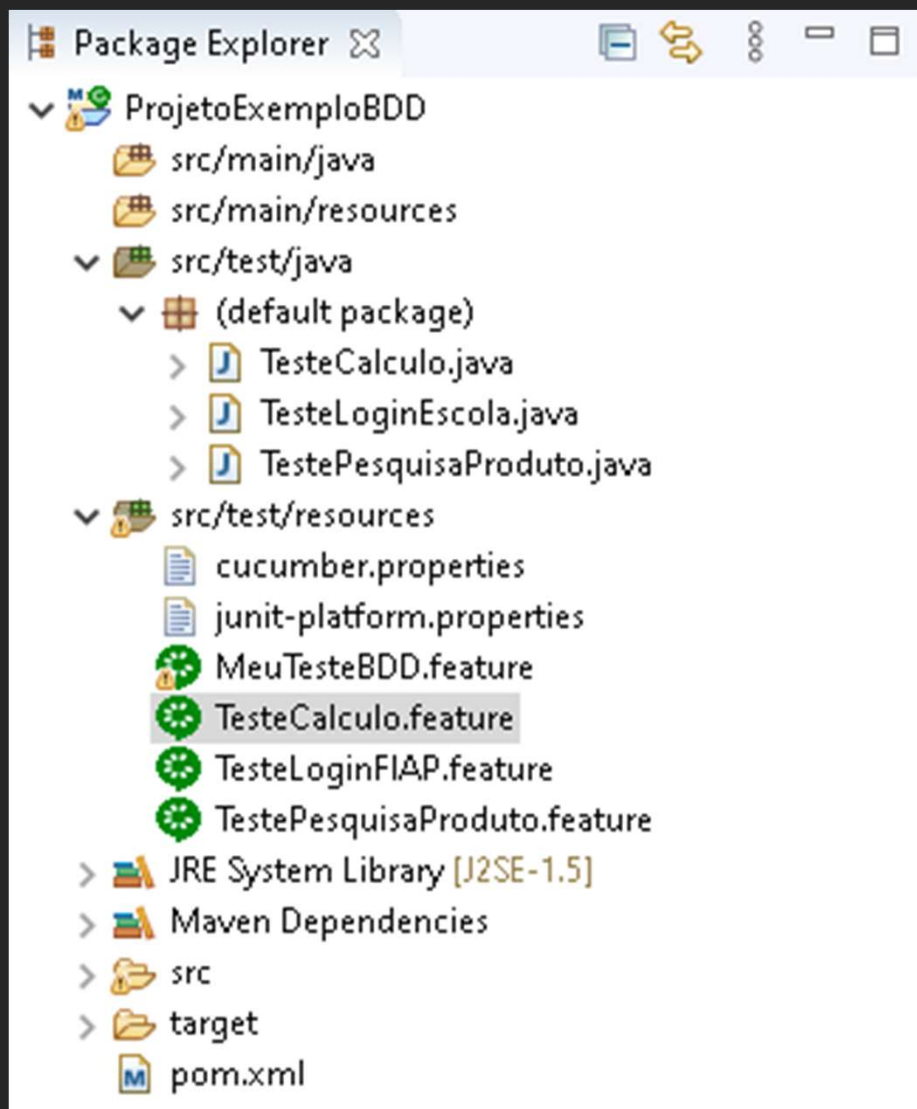 Package Explorer
ProjetoExemploBDD
src/main/java
src/main/resources
src/test/java
(default package)
TesteCalculo.java
TesteLoginEscola.java
TestePesquisaProduto.java
src/test/resources
cucumber.properties
junit-platform.properties
MeuTesteBDD.feature
TesteCalculo.feature
TesteLoginFIAP.feature
TestePesquisaProduto.feature
JRE System Library [J2SE-1.5]
Maven Dependencies
src
target
pom.xml